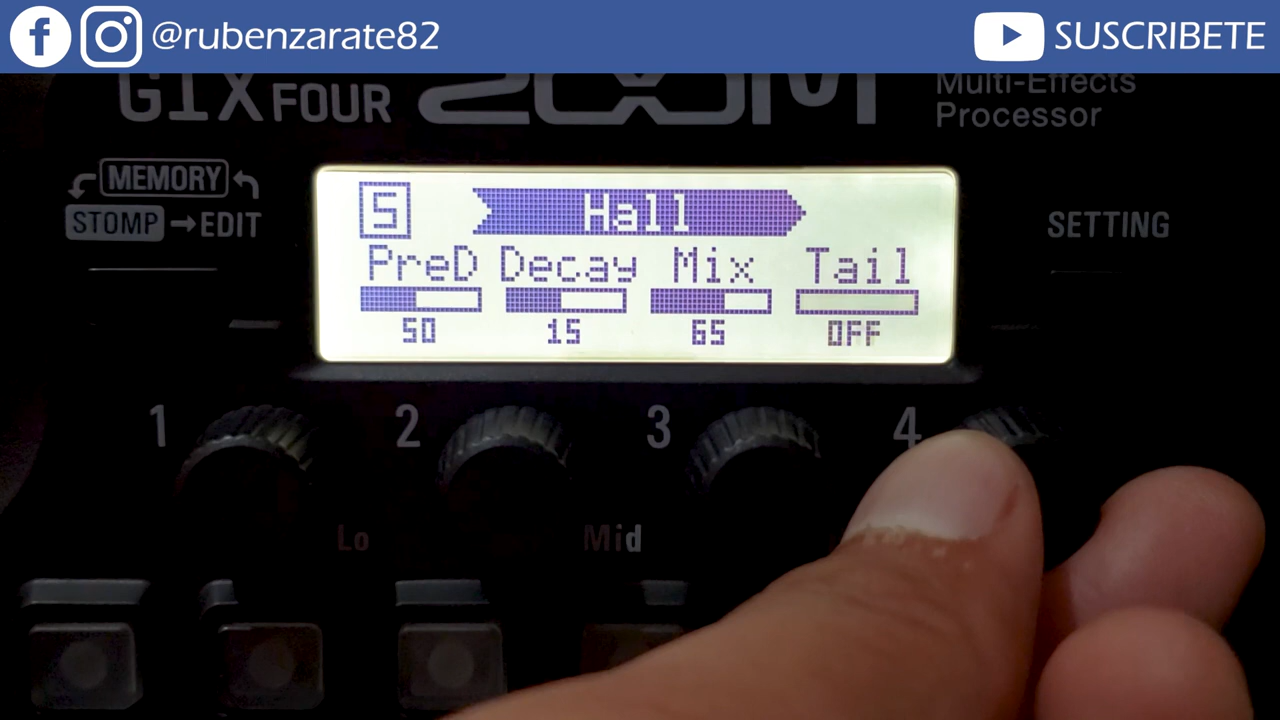 @rubenzarate82
SUSCRIBETE
G1X FOUR ZOOM Multi-Effects
Processor
MEMORY
STOMP → EDIT
SETTING
S Hall
PreD Decay Mix Tail
50 15 65 OFF
1 2 3 4
Lo Mid